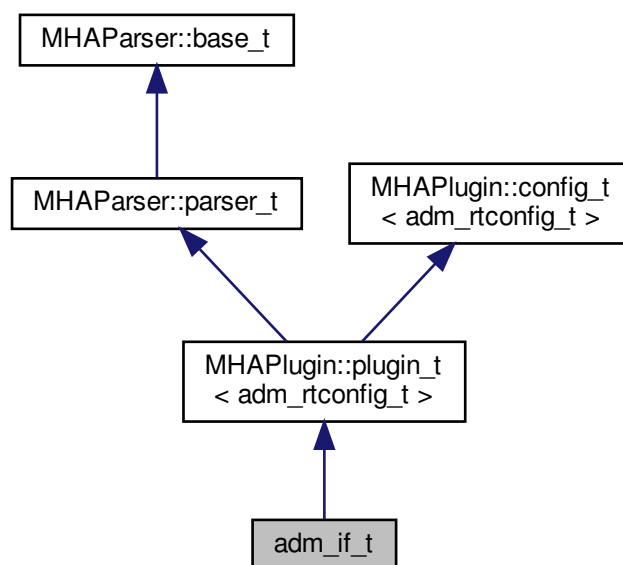 MHAParser::base_t
MHAParser::parser_t
MHAPlugin::config_t
< adm_rtconfig_t >
MHAPlugin::plugin_t
< adm_rtconfig_t >
adm_if_t